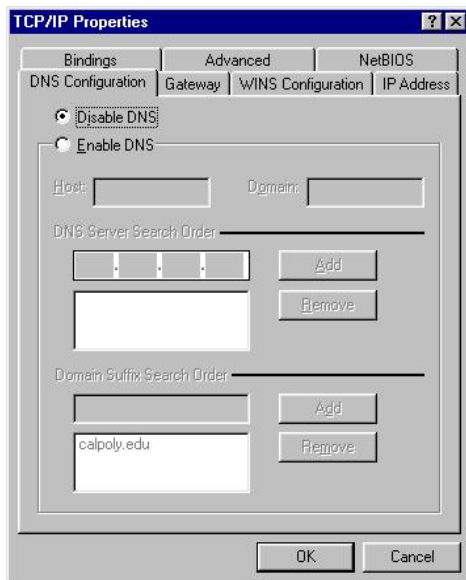 TCP/IP Properties
Bindings Advanced NetBIOS
DNS Configuration Gateway WINS Configuration IP Address
Disable DNS
Enable DNS
Host: Domain:
DNS Server Search Order
Add
Remove
Domain Suffix Search Order
Add
calpoly.edu Remove
OK Cancel